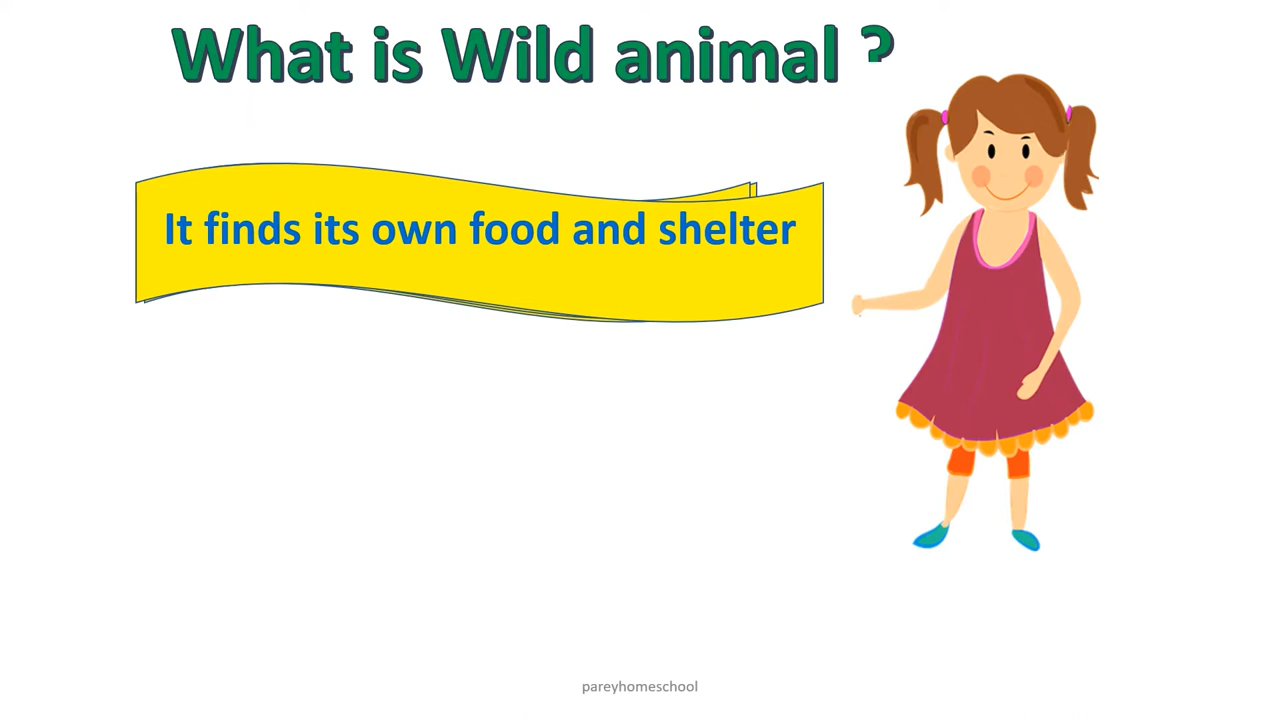 What is Wild animal ?
It finds its own food and shelter
pareyhomeschool